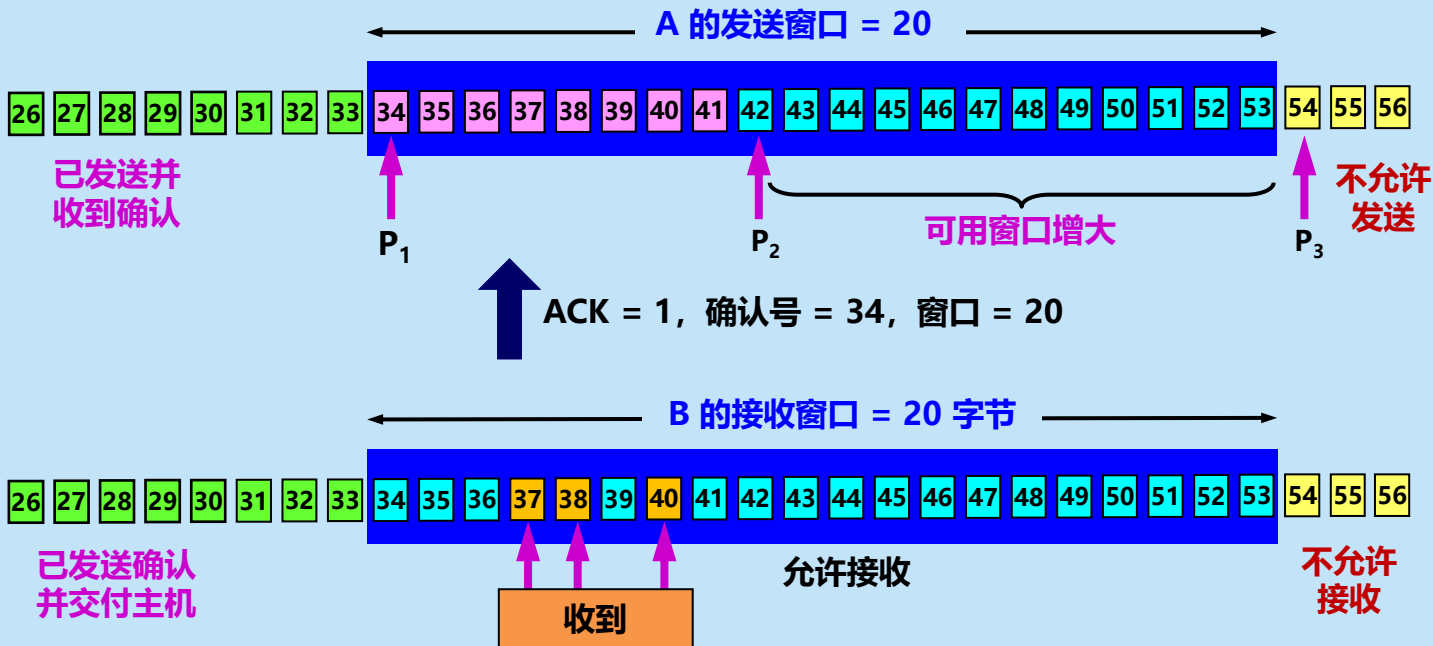 A 的发送窗口 = 20
26 27 28 29 30 31 32 33 34 35 36 37 38 39 40 41 42 43 44 45 46 47 48 49 50 51 52 53 54 55 56
已发送并
收到确认
不允许
发送
可用窗口增大
P1
P2
P3
ACK = 1，确认号 = 34，窗口 = 20
B 的接收窗口 = 20 字节
26 27 28 29 30 31 32 33 34 35 36 37 38 39 40 41 42 43 44 45 46 47 48 49 50 51 52 53 54 55 56
已发送确认
并交付主机
允许接收
不允许
接收
收到